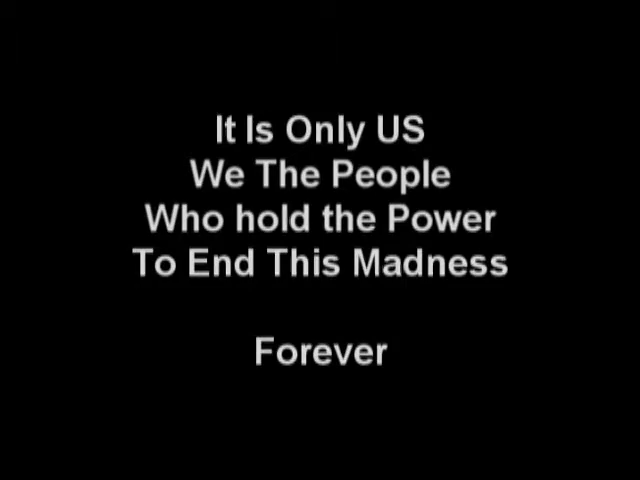 It Is Only US
We The People
Who hold the Power
To End This Madness
Forever